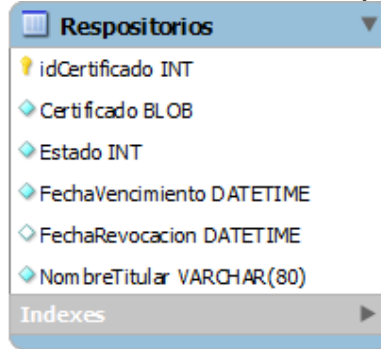 Respositorios
idCertificado INT
Certificado BLOB
Estado INT
FechaVencimiento DATETIME
FechaRevocacion DATETIME
NombreTitular VARCHAR(80)
Indexes